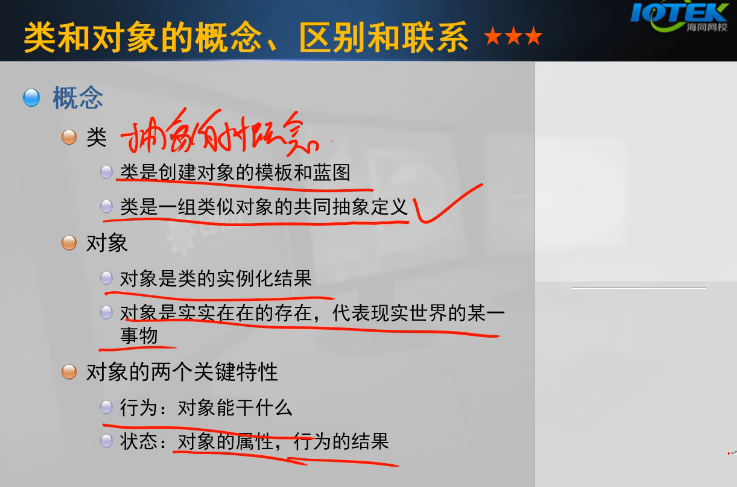 类和对象的概念、区别和联系 ★★★
IOTEK
海同网校
概念
类
类是创建对象的模板和蓝图
类是一组类似对象的共同抽象定义
对象
对象是类的实例化结果
对象是实实在在的存在，代表现实世界的某一
事物
对象的两个关键特性
行为：对象能干什么
状态：对象的属性，行为的结果